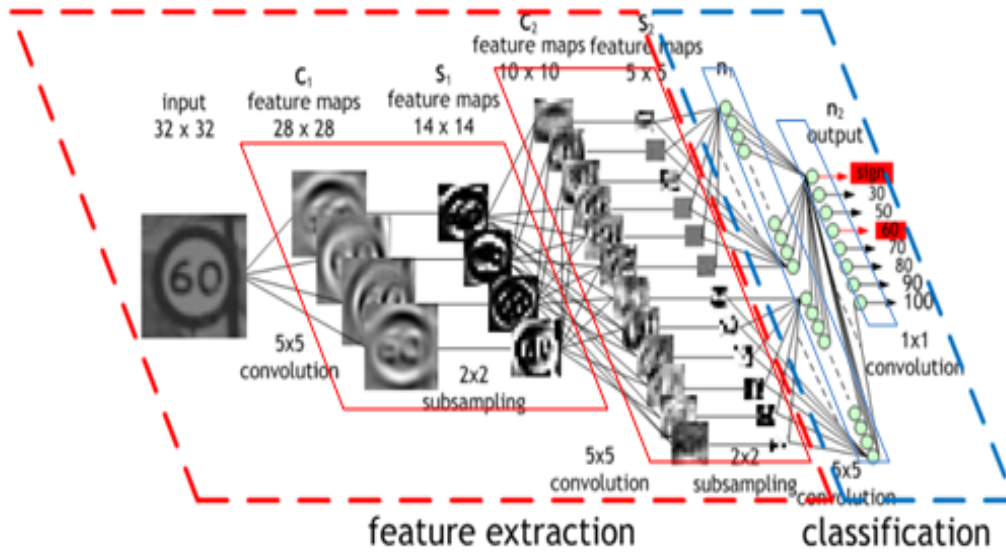 input
32 x 32
C1
feature maps
28 x 28
S1
feature maps
14 x 14
C2
feature maps
10 x 10
S2
feature maps
5 x 5
n1
n2
output
60
sign
30
50
60
70
80
90
100
5x5
convolution
2x2
subsampling
5x5
convolution
2x2
subsampling
5x5
convolution
1x1
convolution
feature extraction
classification